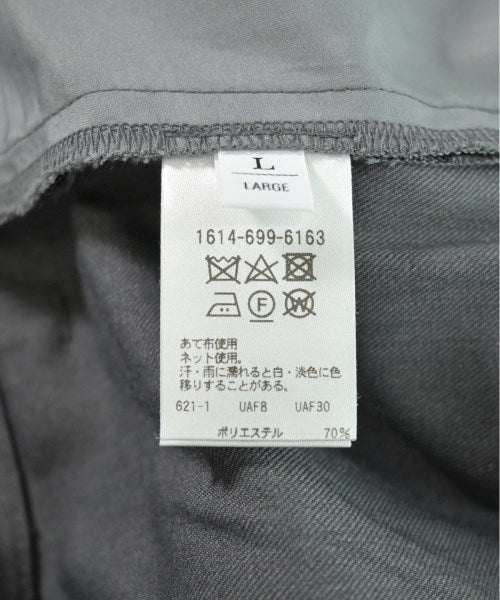 L
LARGE
1614-699-6163
F
W
あて布使用
ネット使用。
汗・雨に濡れると白・淡色に色
移りすることがある。
621-1 UAF8 UAF30
ポリエステル 70%